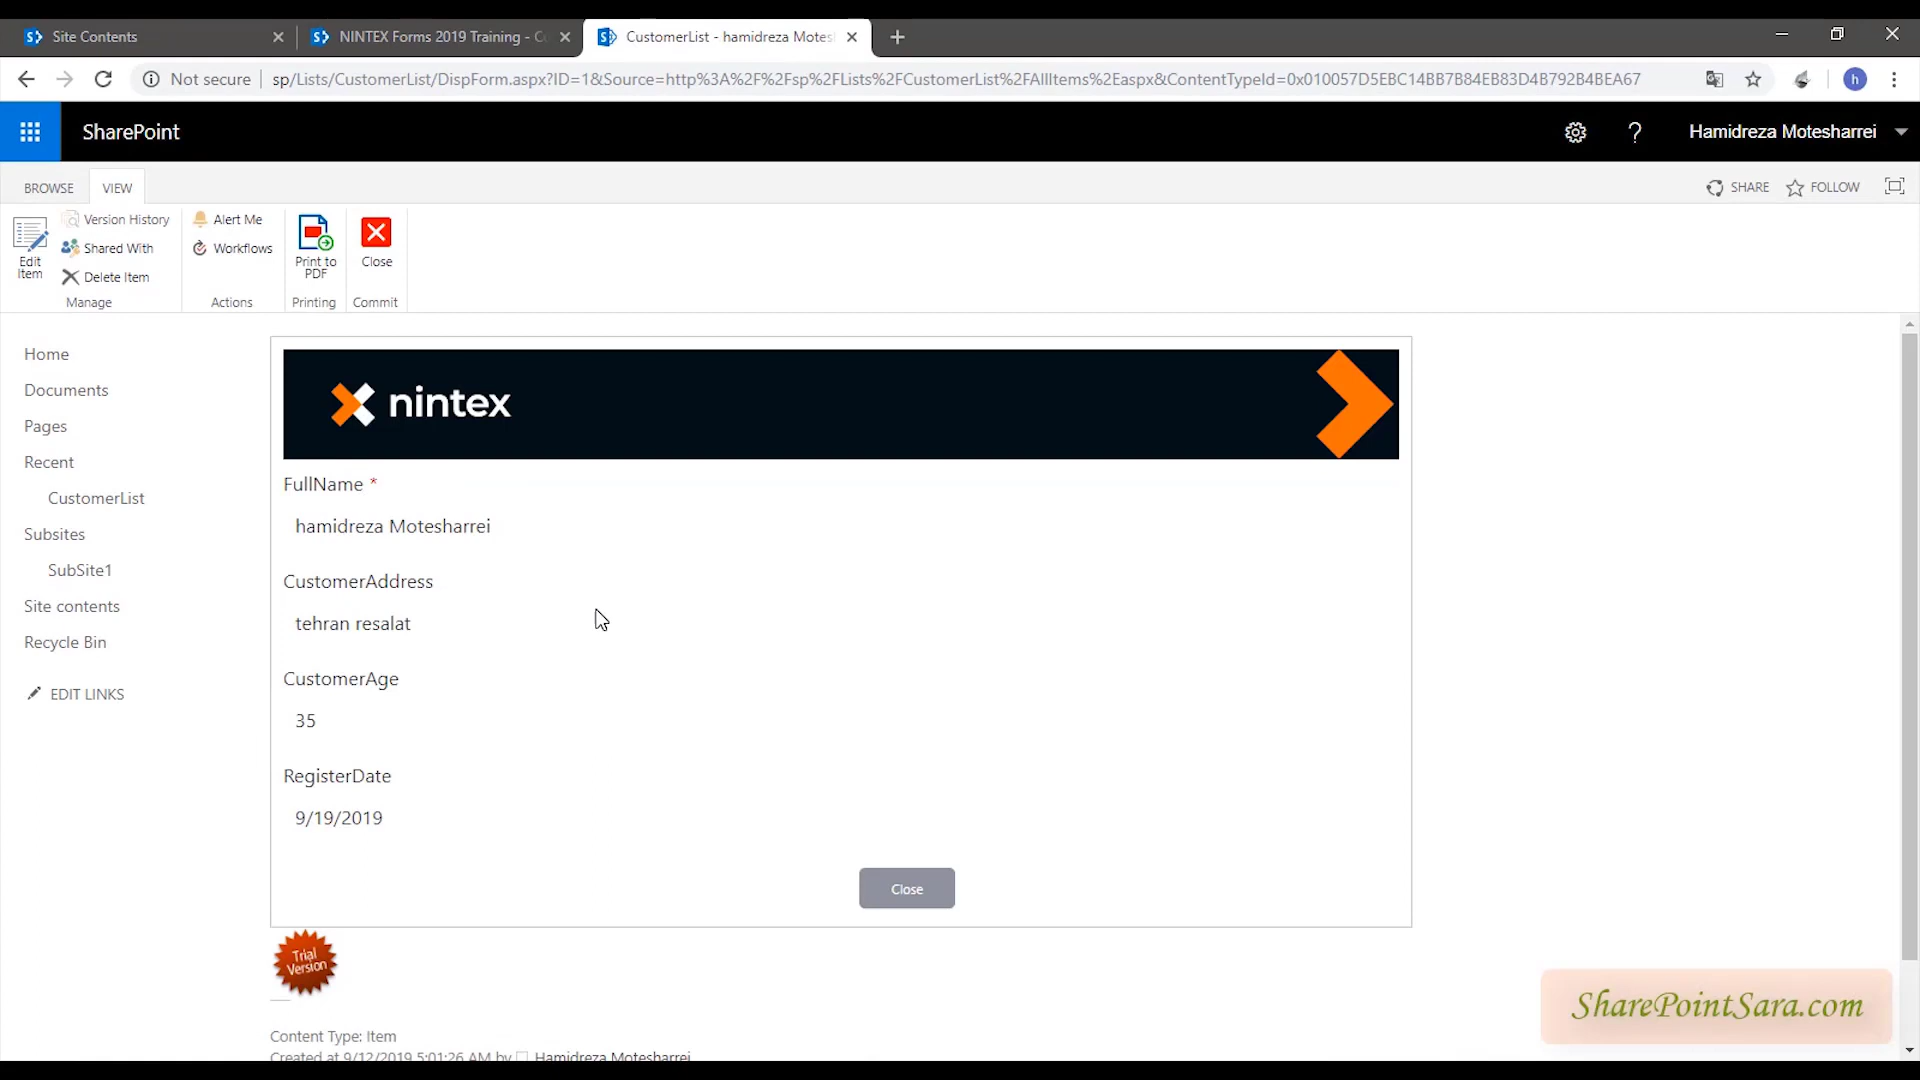 Site Contents
NINTEX Forms 2019 Training - C
CustomerList - hamidreza Motes
Not secure
sp/Lists/CustomerList/DispForm.aspx?ID=1&Source=http%3A%2F%2Fsp%2FLists%2FCustomerList%2FAllItems%2Easpx&ContentTypeId=0x010057D5EBC14BB7B84EB83D4B792B4BEA67
h
SharePoint
?
Hamidreza Motesharrei
BROWSE
VIEW
SHARE
FOLLOW
Edit Item
Version History
Shared With
Delete Item
Manage
Alert Me
Workflows
Actions
Print to PDF
Printing
Close
Commit
Home
Documents
Pages
Recent
CustomerList
Subsites
SubSite1
Site contents
Recycle Bin
EDIT LINKS
nintex
FullName *
hamidreza Motesharrei
CustomerAddress
tehran resalat
CustomerAge
35
RegisterDate
9/19/2019
Close
Trial
Version
SharePointSara.com
Content Type: Item
Created at 9/12/2019 5:01:26 AM by Hamidreza Motesharrei